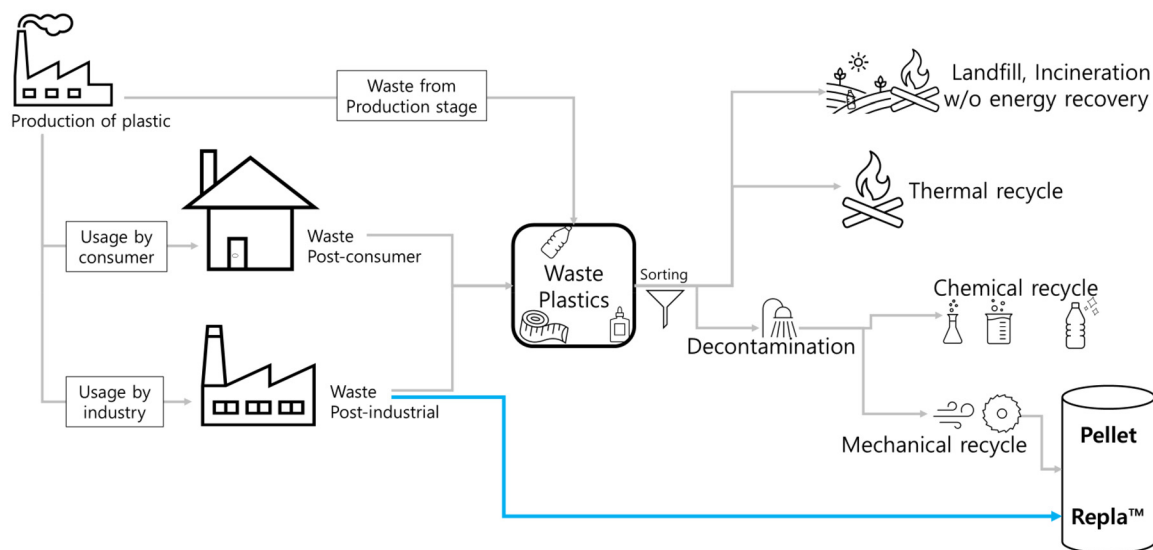 Production of plastic
Waste from
Production stage
Landfill, Incineration
w/o energy recovery
Thermal recycle
Usage by
consumer
Waste
Post-consumer
Waste
Plastics
Sorting
Chemical recycle
Decontamination
Usage by
industry
Waste
Post-industrial
Mechanical recycle
Pellet
Repla™